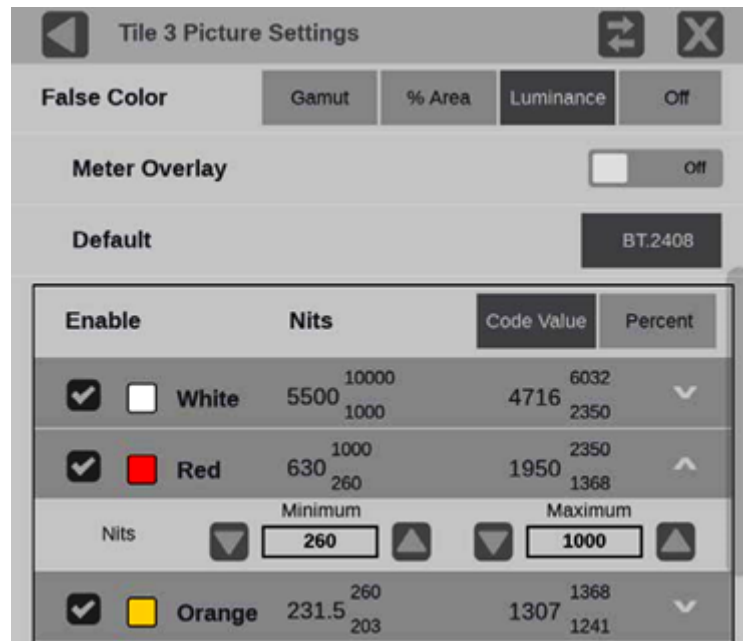 Tile 3 Picture Settings
False Color Gamut % Area Luminance Off
Meter Overlay Off
Default BT.2408
Enable Nits Code Value Percent
White 5500 10000 1000 4716 6032 2350
Red 630 1000 260 1950 2350 1368
Minimum Maximum
Nits 260 1000
Orange 231.5 260 203 1307 1368 1241